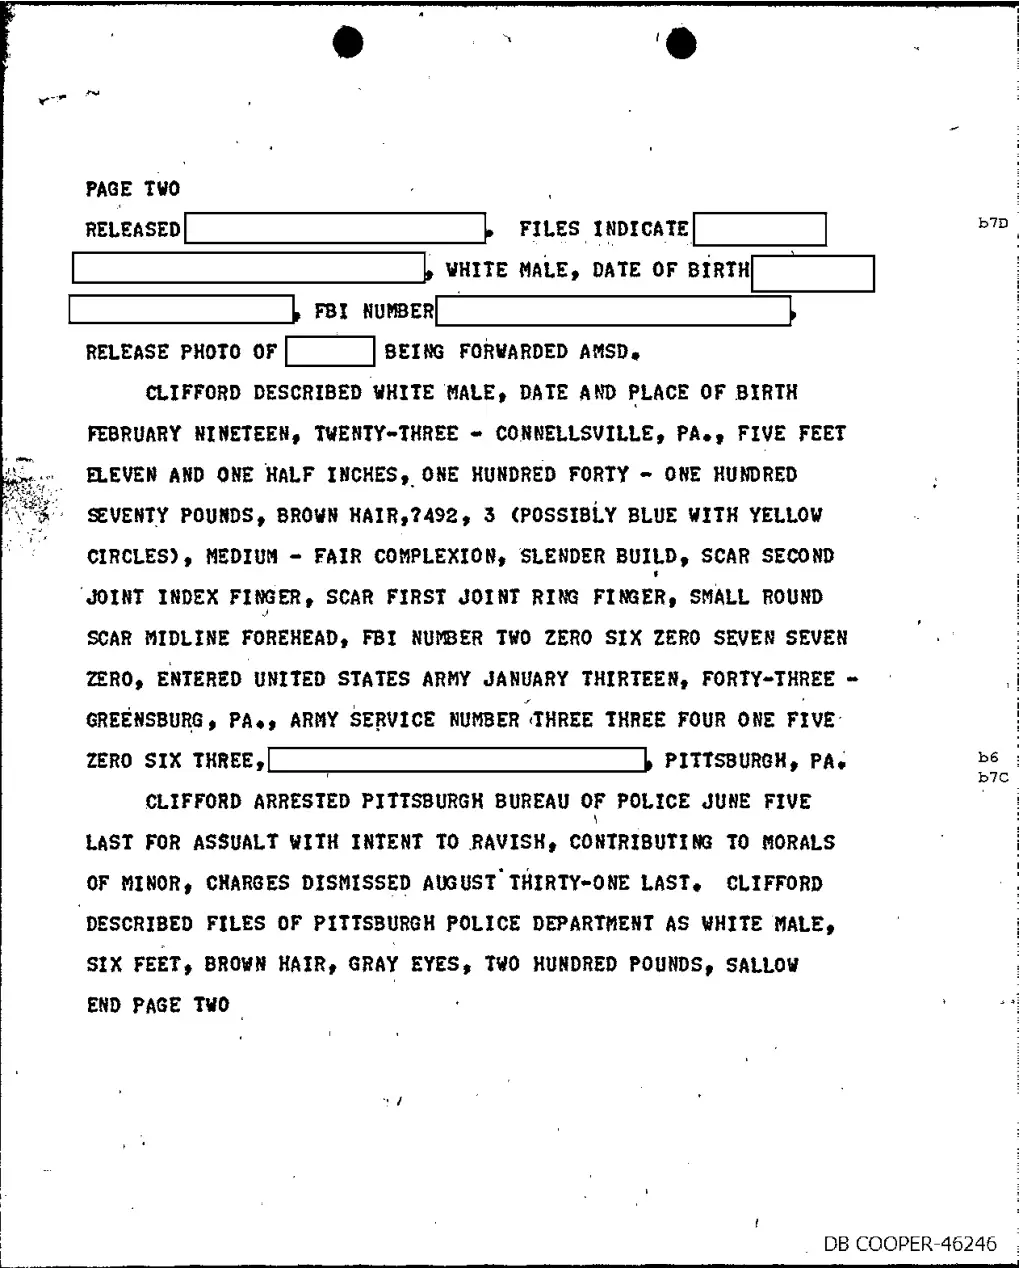 PAGE TWO
RELEASED . FILES INDICATE b7D
, WHITE MALE, DATE OF BIRTH
, FBI NUMBER ,
RELEASE PHOTO OF BEING FORWARDED AMSD.
CLIFFORD DESCRIBED WHITE MALE, DATE AND PLACE OF BIRTH
FEBRUARY NINETEEN, TWENTY-THREE - CONNELLSVILLE, PA., FIVE FEET
ELEVEN AND ONE HALF INCHES, ONE HUNDRED FORTY - ONE HUNDRED
SEVENTY POUNDS, BROWN HAIR,?492, 3 (POSSIBLY BLUE WITH YELLOW
CIRCLES), MEDIUM - FAIR COMPLEXION, SLENDER BUILD, SCAR SECOND
JOINT INDEX FINGER, SCAR FIRST JOINT RING FINGER, SMALL ROUND
SCAR MIDLINE FOREHEAD, FBI NUMBER TWO ZERO SIX ZERO SEVEN SEVEN
ZERO, ENTERED UNITED STATES ARMY JANUARY THIRTEEN, FORTY-THREE -
GREENSBURG, PA., ARMY SERVICE NUMBER THREE THREE FOUR ONE FIVE
ZERO SIX THREE, , PITTSBURGH, PA. b6
b7C
CLIFFORD ARRESTED PITTSBURGH BUREAU OF POLICE JUNE FIVE
LAST FOR ASSUALT WITH INTENT TO RAVISH, CONTRIBUTING TO MORALS
OF MINOR, CHARGES DISMISSED AUGUST THIRTY-ONE LAST. CLIFFORD
DESCRIBED FILES OF PITTSBURGH POLICE DEPARTMENT AS WHITE MALE,
SIX FEET, BROWN HAIR, GRAY EYES, TWO HUNDRED POUNDS, SALLOW
END PAGE TWO
DB COOPER-46246